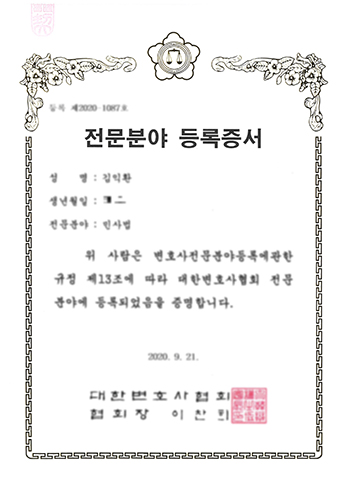 등록 제2020-1087호
전문분야 등록증서
성 명 : 김익환
생년월일 :
전문분야 : 민사법
위 사람은 변호사전문분야등록에관한
규정 제13조에 따라 대한변호사협회 전문
분야에 등록되었음을 증명합니다.
2020. 9. 21.
대한변호사협회
협회장 이찬희